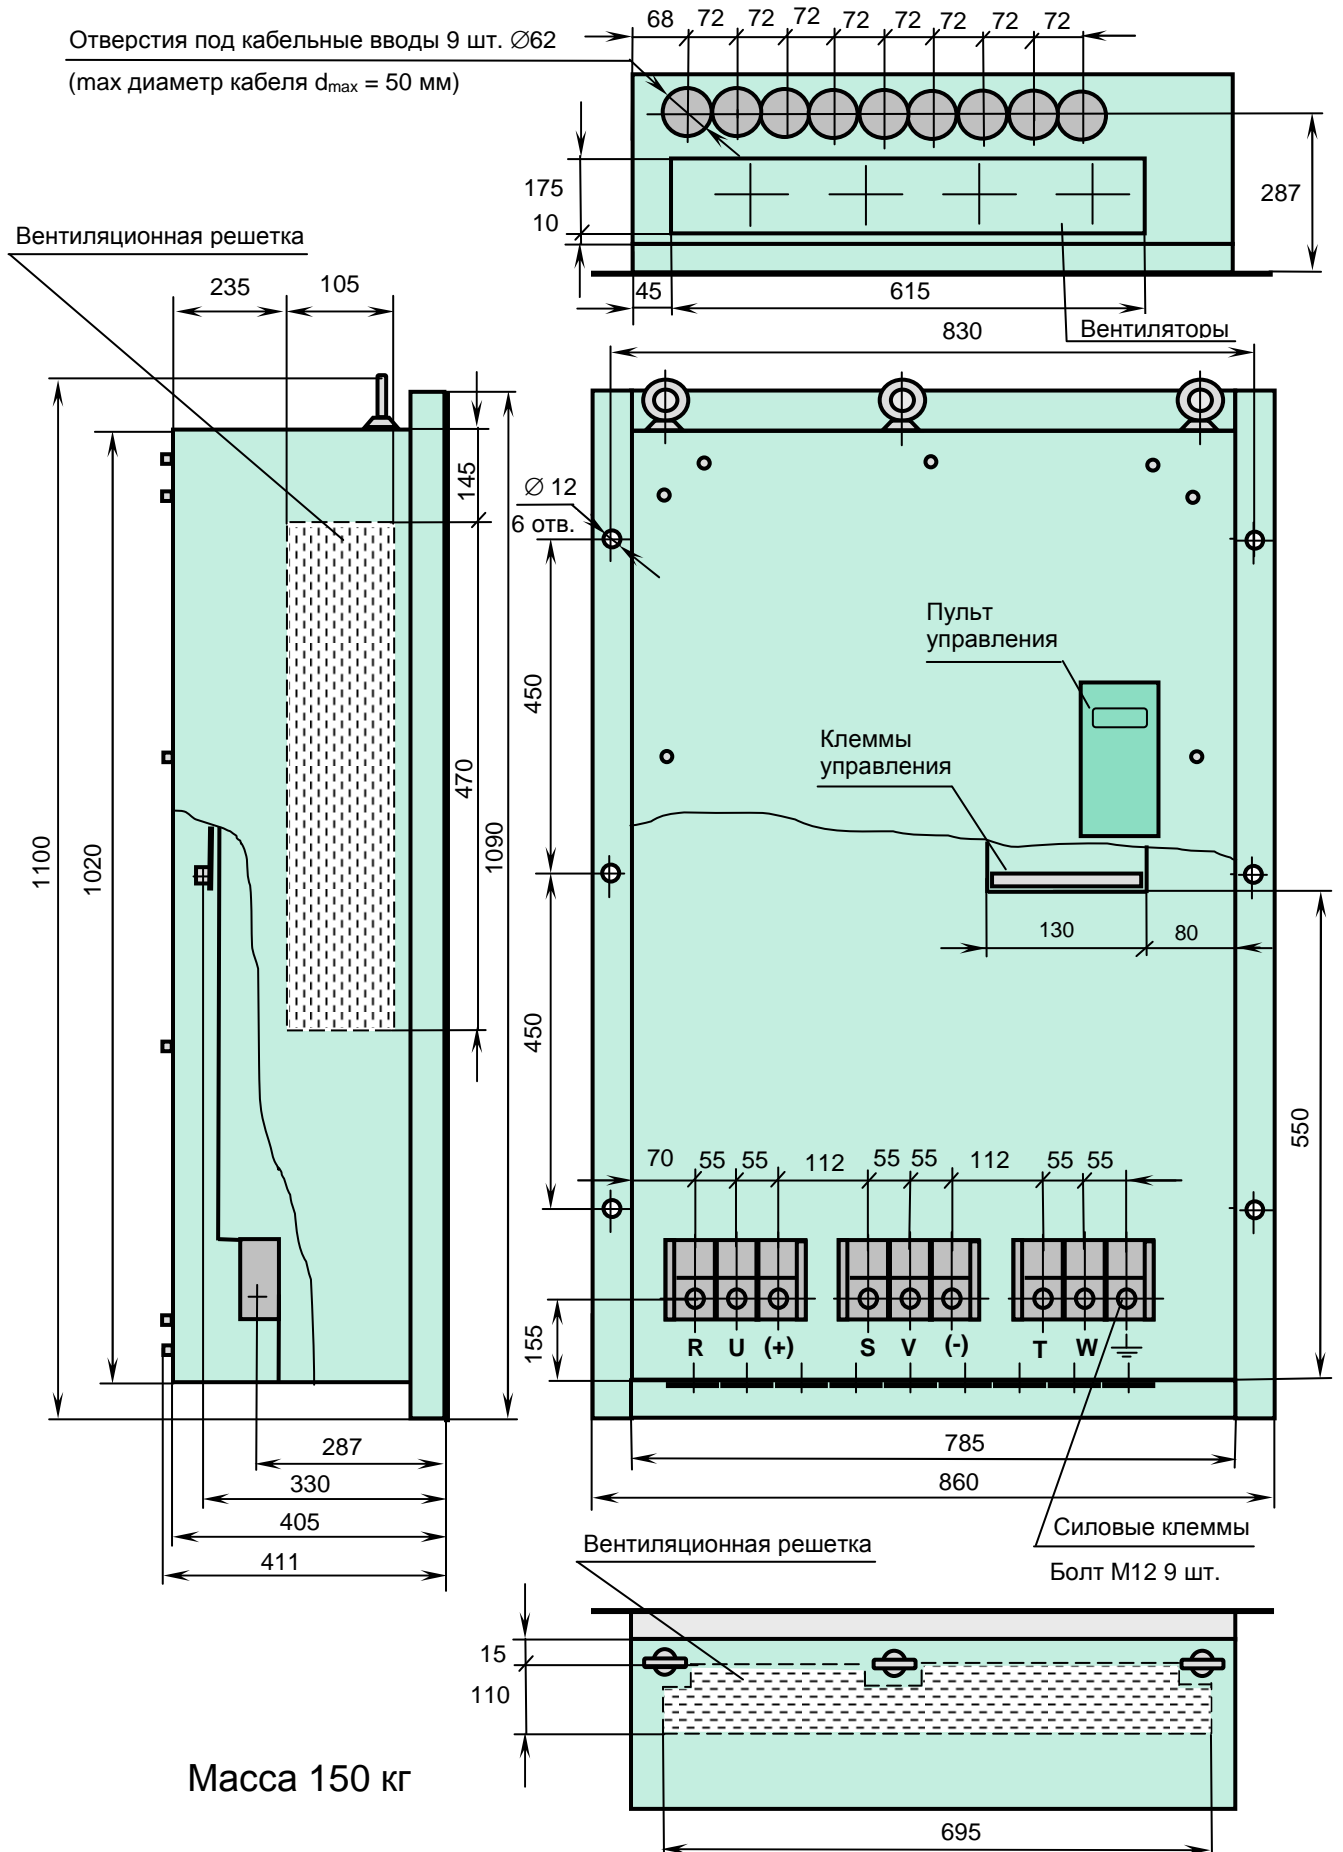 68 72 72 72 72 72 72 72 72
Отверстия под кабельные вводы 9 шт. ∅62
(max диаметр кабеля dmax = 50 мм)
175
10
287
Вентиляционная решетка
235 105
45 615
Вентиляторы
830
145
∅ 12
6 отв.
Пульт
управления
450
Клеммы
управления
470
1100
1020
1090
130 80
450
550
70 55 55 112 55 55 112 55 55
155
R U (+) S V (-) T W
287
785
330
860
405
411
Силовые клеммы
Болт М12 9 шт.
Вентиляционная решетка
15
110
Масса 150 кг
695